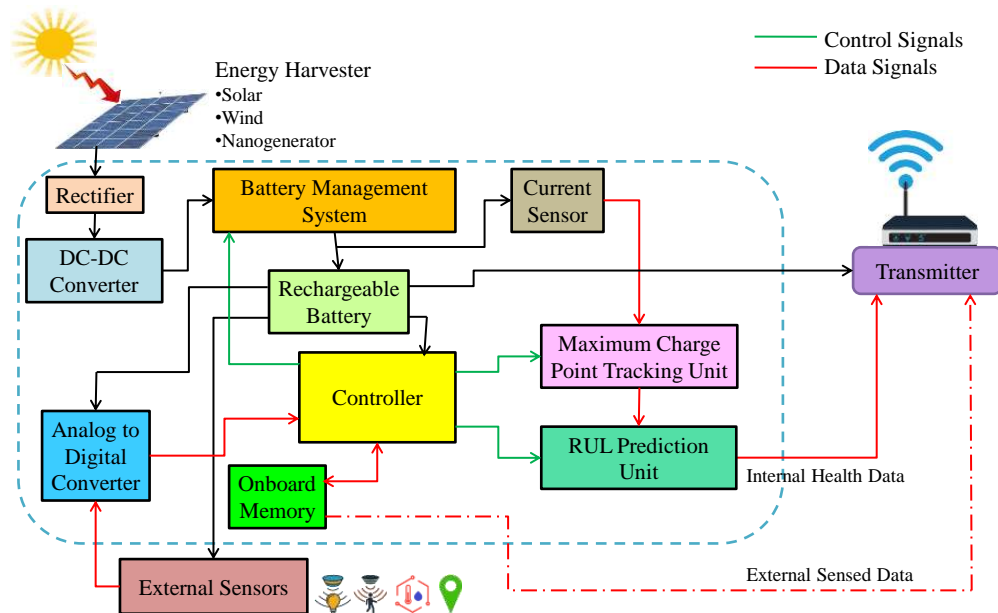 Control Signals
Data Signals
Energy Harvester
•Solar
•Wind
•Nanogenerator
Rectifier
Battery Management
System
Current
Sensor
DC-DC
Converter
Transmitter
Rechargeable
Battery
Maximum Charge
Point Tracking Unit
Controller
Analog to
Digital
Converter
RUL Prediction
Unit
Internal Health Data
Onboard
Memory
External Sensed Data
External Sensors